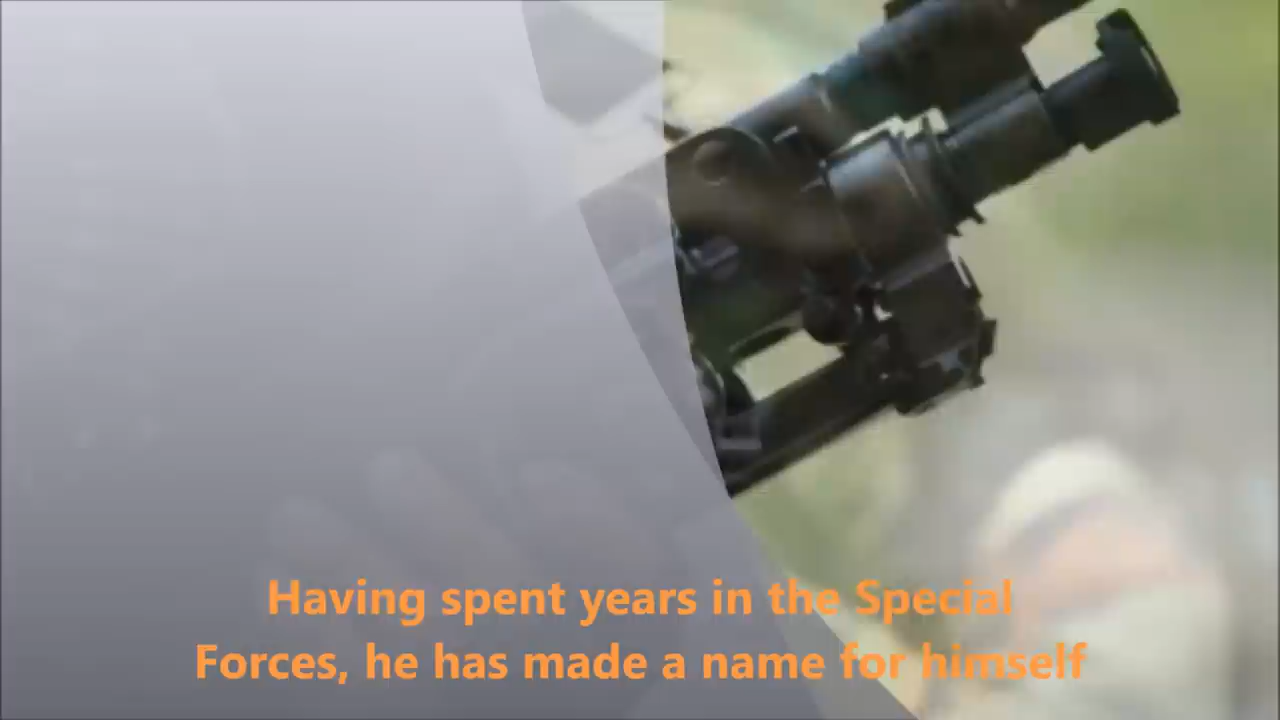 Having spent years in the Special
Forces, he has made a name for himself